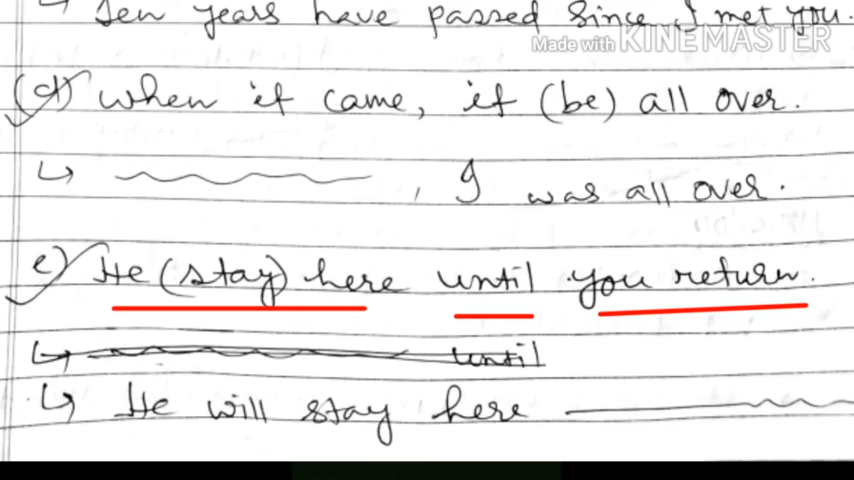 ↳ Ten years have passed since I met you.
Made with KINEMASTER
(d) when it came, it (be) all over.
↳ , I was all over.
e) He (stay) here until you return.
↳ until
↳ He will stay here